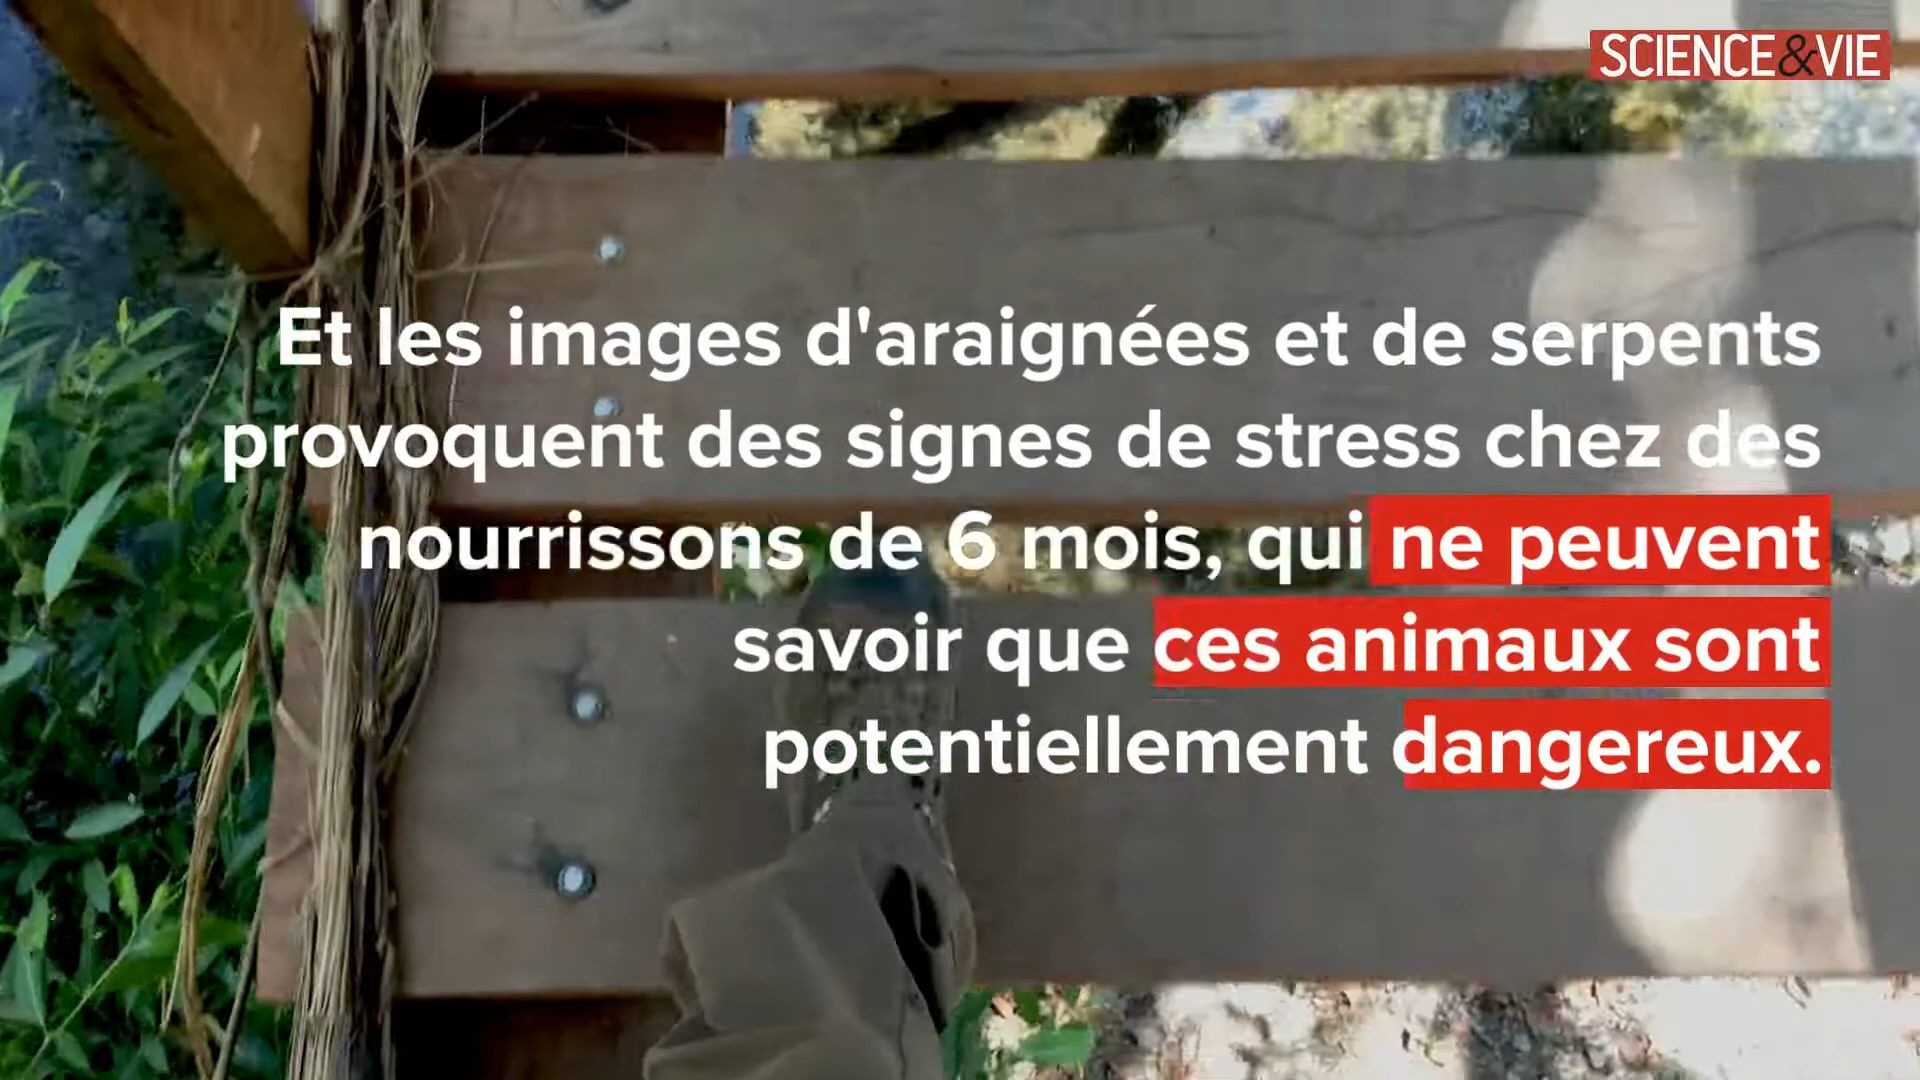 SCIENCE&VIE
Et les images d'araignées et de serpents
provoquent des signes de stress chez des
nourrissons de 6 mois, qui ne peuvent
savoir que ces animaux sont
potentiellement dangereux.